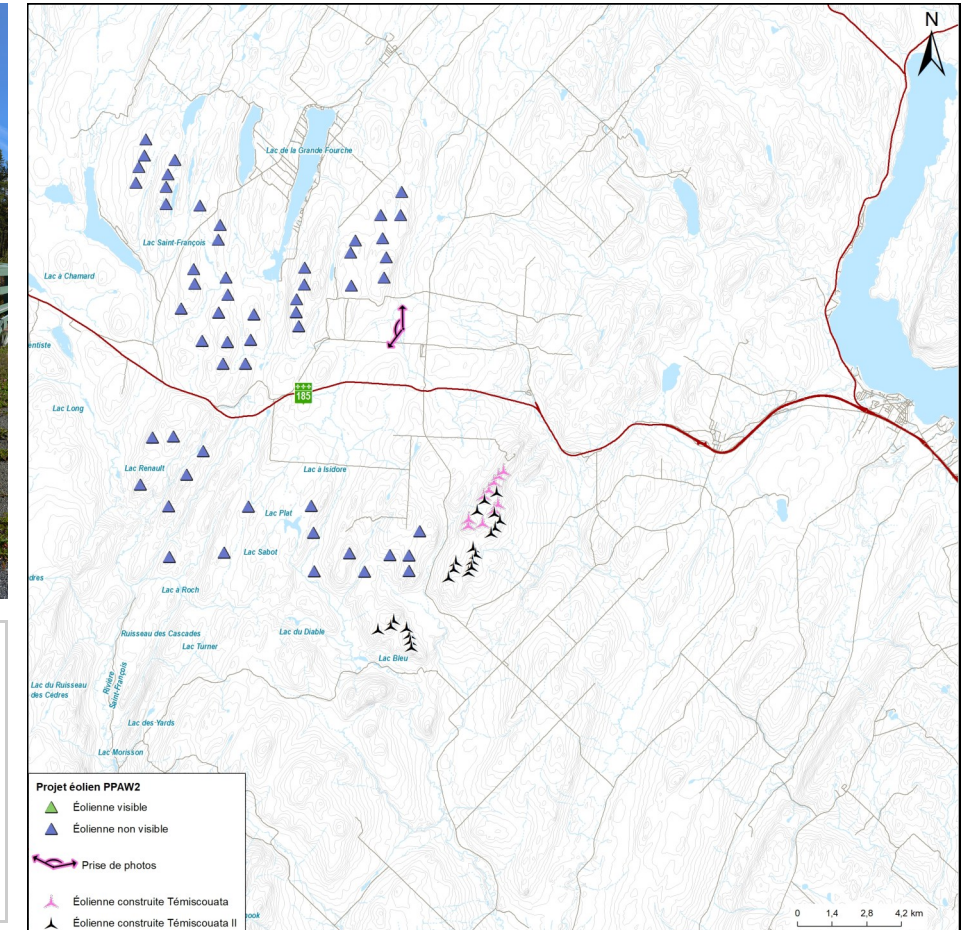 N
Lac de la Grande Fourche
Lac Saint-François
Lac à Chamard
entiste
185
Lac Long
Lac Renault
Lac à Isidore
Lac Plat
Lac Sabot
dres
Lac à Roch
Ruisseau des Cascades
Lac du Diable
Lac Turner
Lac Bleu
Rivière
Saint-François
Lac du Ruisseau
des Cèdres
Lac des Yards
Lac Morisson
Projet éolien PPAW2
Éolienne visible
Éolienne non visible
Prise de photos
Éolienne construite Témiscouata
Éolienne construite Témiscouata II
ook
0 1,4 2,8 4,2 km